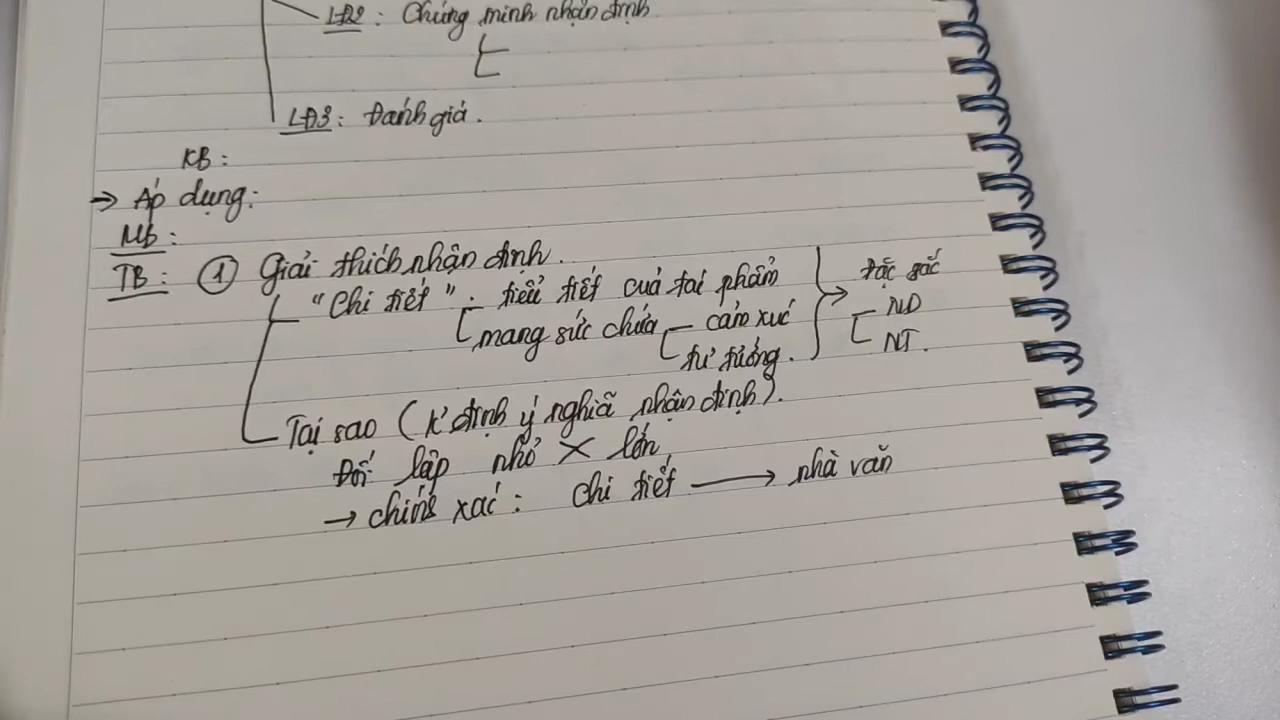 LĐ2: Chứng minh nhận định
LĐ3: Đánh giá.
KB:
→ Áp dụng:
MB:
TB: ① Giải thích nhận định.
"Chi tiết". tiểu tiết của tác phẩm
mang sức chứa – cảm xúc
tư tưởng.
→ đặc sắc
ND
NT.
Tại sao (k' định ý nghĩa nhận định).
Đối lập nhỏ X lớn
→ chính xác: chi tiết → nhà văn